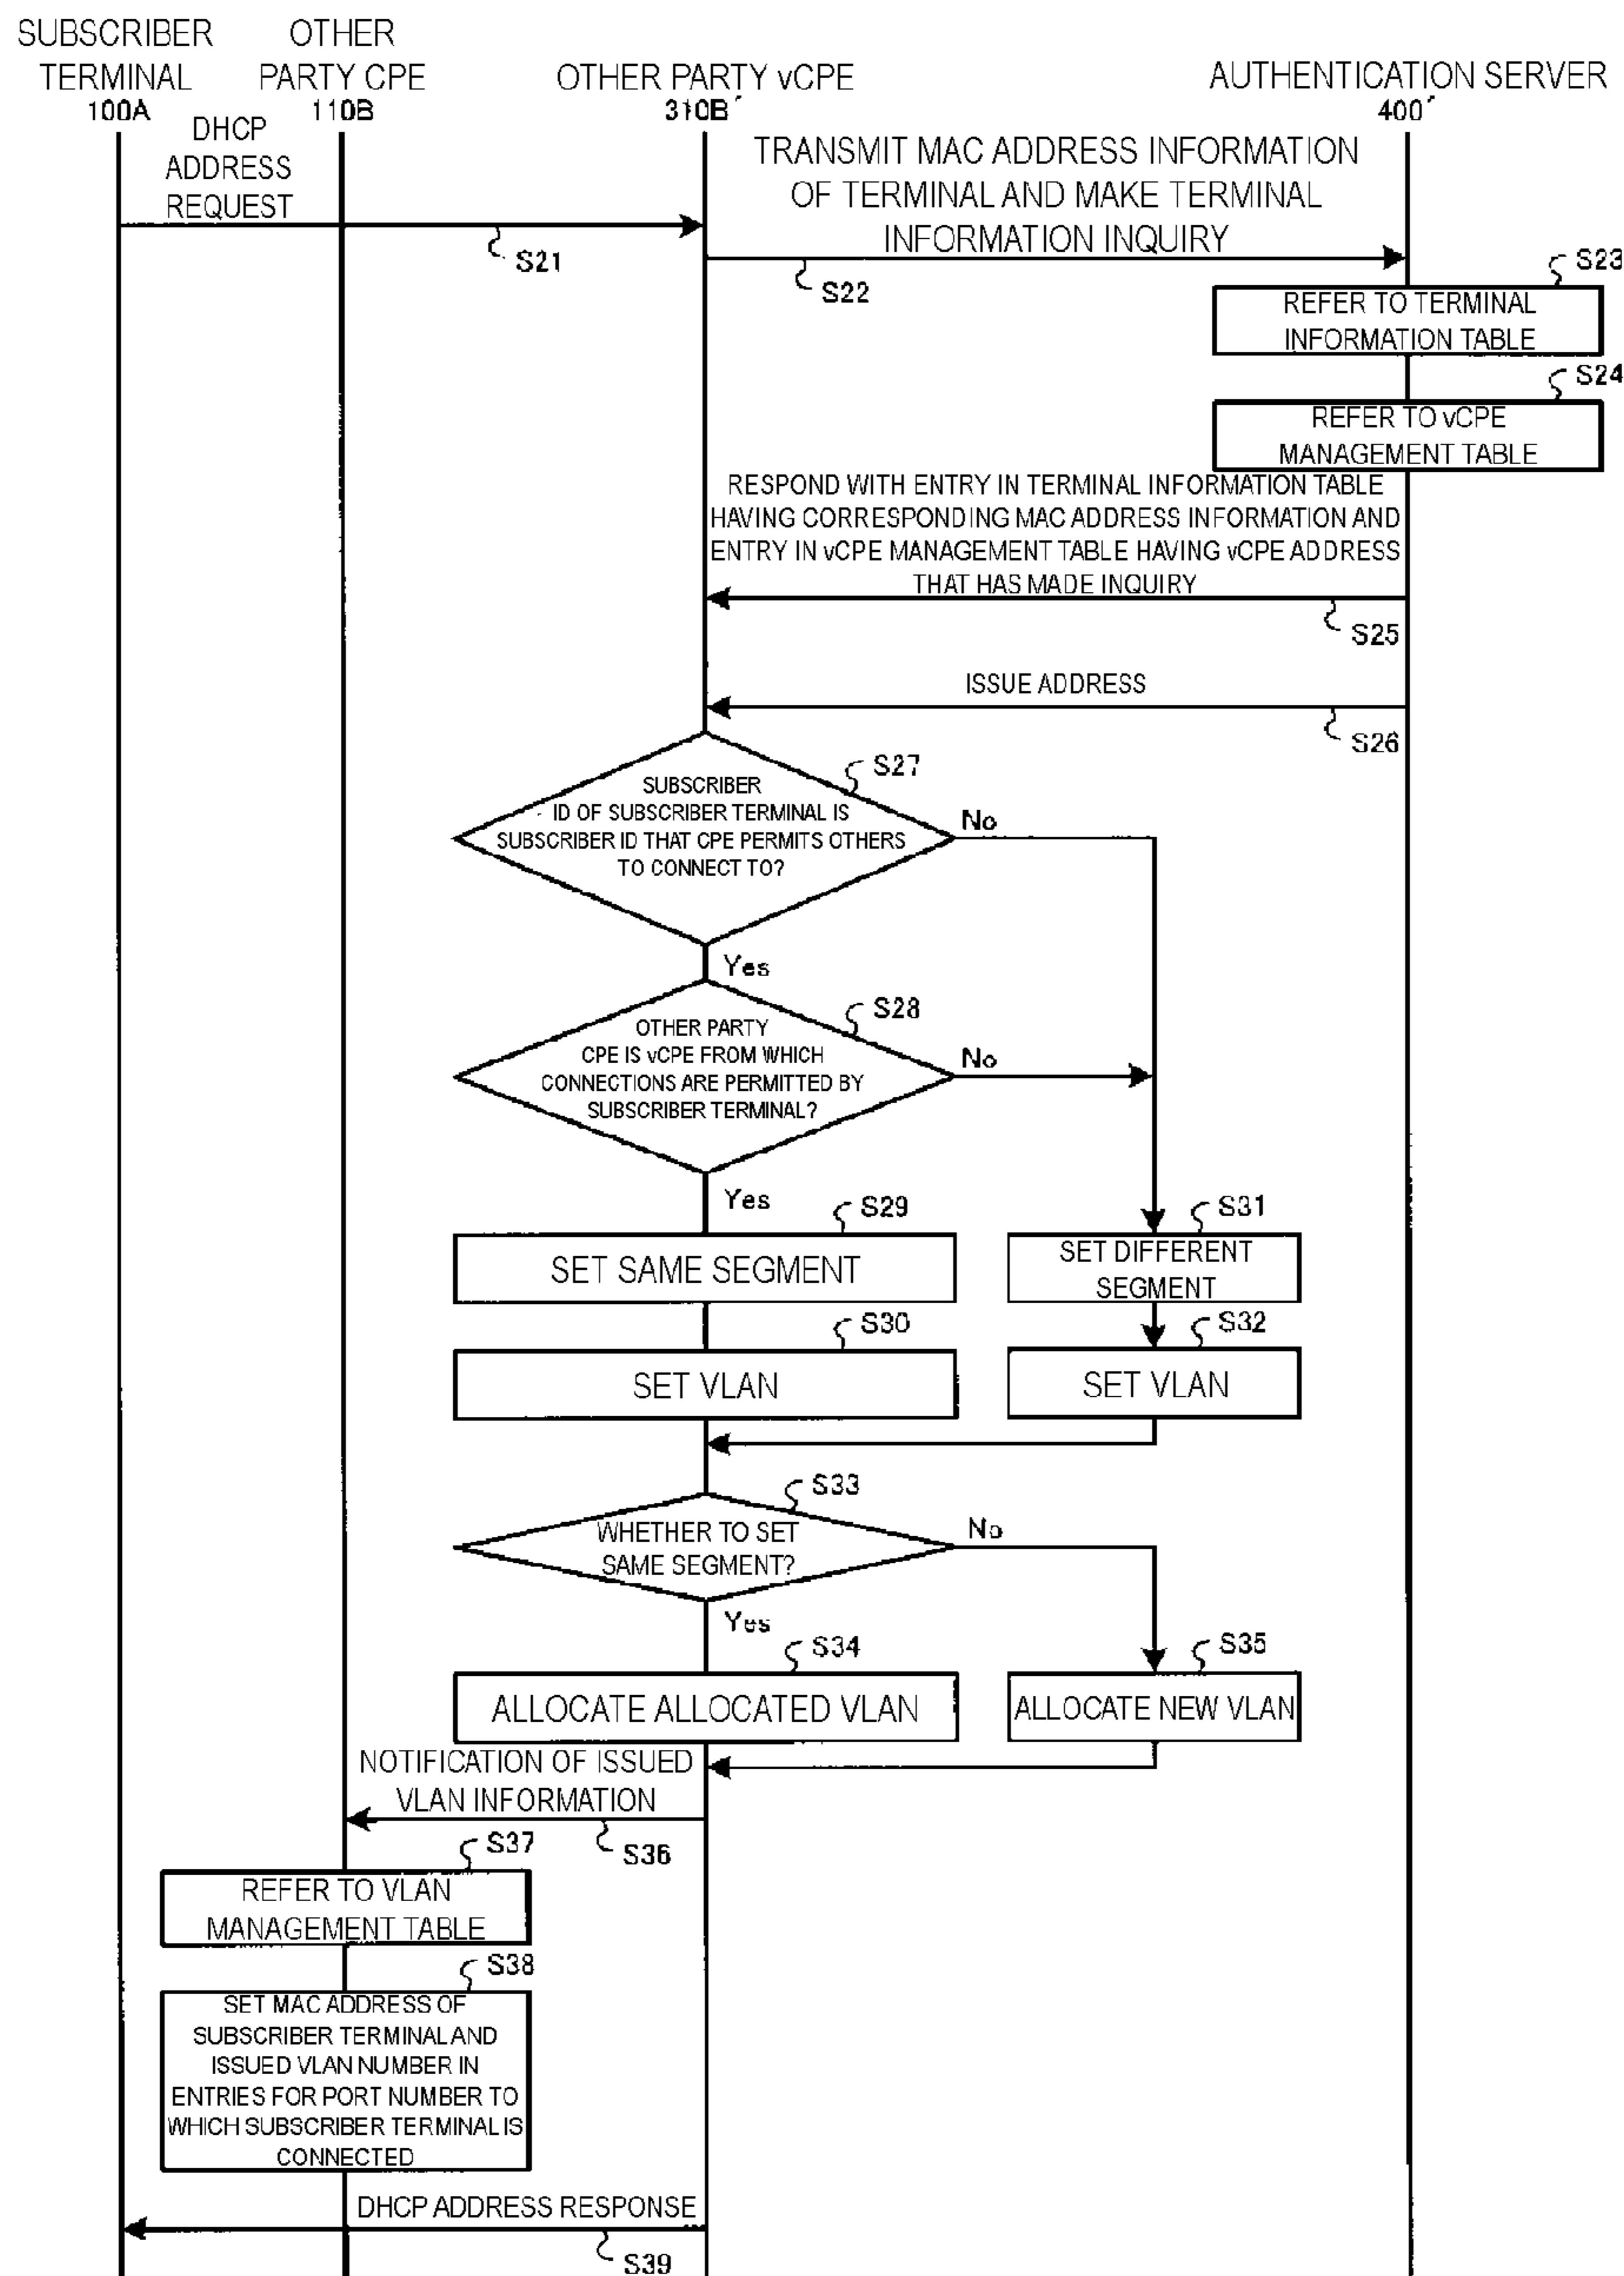 SUBSCRIBER
TERMINAL
100A
OTHER
PARTY CPE
110B
OTHER PARTY vCPE
310B´
AUTHENTICATION SERVER
400´
DHCP
ADDRESS
REQUEST
S21
TRANSMIT MAC ADDRESS INFORMATION
OF TERMINAL AND MAKE TERMINAL
INFORMATION INQUIRY
S22
S23
REFER TO TERMINAL
INFORMATION TABLE
S24
REFER TO vCPE
MANAGEMENT TABLE
RESPOND WITH ENTRY IN TERMINAL INFORMATION TABLE
HAVING CORRESPONDING MAC ADDRESS INFORMATION AND
ENTRY IN vCPE MANAGEMENT TABLE HAVING vCPE ADDRESS
THAT HAS MADE INQUIRY
S25
ISSUE ADDRESS
S26
S27
SUBSCRIBER
ID OF SUBSCRIBER TERMINAL IS
SUBSCRIBER ID THAT CPE PERMITS OTHERS
TO CONNECT TO?
No
Yes
S28
OTHER PARTY
CPE IS vCPE FROM WHICH
CONNECTIONS ARE PERMITTED BY
SUBSCRIBER TERMINAL?
No
Yes
S29
SET SAME SEGMENT
S31
SET DIFFERENT
SEGMENT
S30
SET VLAN
S32
SET VLAN
S33
WHETHER TO SET
SAME SEGMENT?
No
Yes
S34
ALLOCATE ALLOCATED VLAN
S35
ALLOCATE NEW VLAN
NOTIFICATION OF ISSUED
VLAN INFORMATION
S36
S37
REFER TO VLAN
MANAGEMENT TABLE
S38
SET MAC ADDRESS OF
SUBSCRIBER TERMINAL AND
ISSUED VLAN NUMBER IN
ENTRIES FOR PORT NUMBER TO
WHICH SUBSCRIBER TERMINAL IS
CONNECTED
DHCP ADDRESS RESPONSE
S39